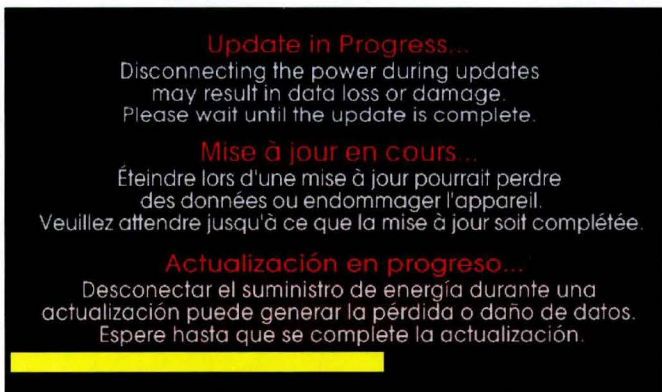 Update in Progress...
Disconnecting the power during updates
may result in data loss or damage.
Please wait until the update is complete.
Mise à jour en cours...
Éteindre lors d'une mise à jour pourrait perdre
des données ou endommager l'appareil.
Veuillez attendre jusqu'à ce que la mise à jour soit complétée.
Actualización en progreso...
Desconectar el suministro de energía durante una
actualización puede generar la pérdida o daño de datos.
Espere hasta que se complete la actualización.